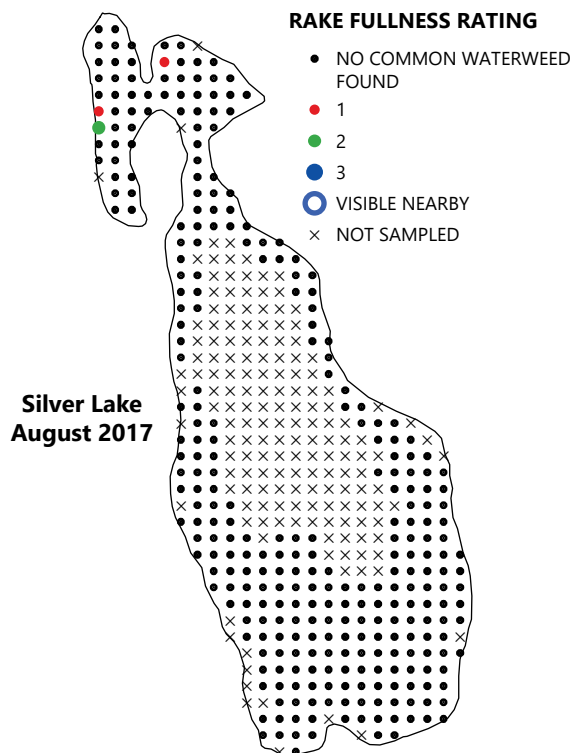 RAKE FULLNESS RATING
NO COMMON WATERWEED
FOUND
1
2
3
VISIBLE NEARBY
NOT SAMPLED
Silver Lake
August 2017